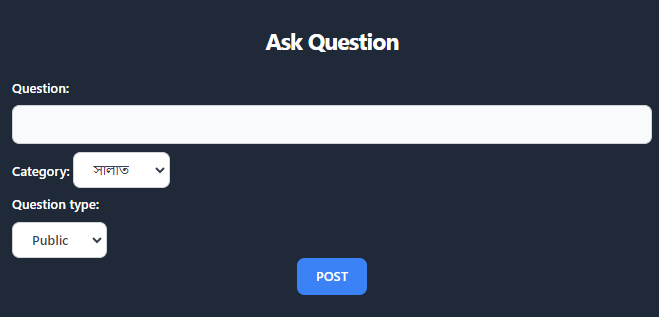 Ask Question
Question:
Category: সালাত
Question type:
Public
POST